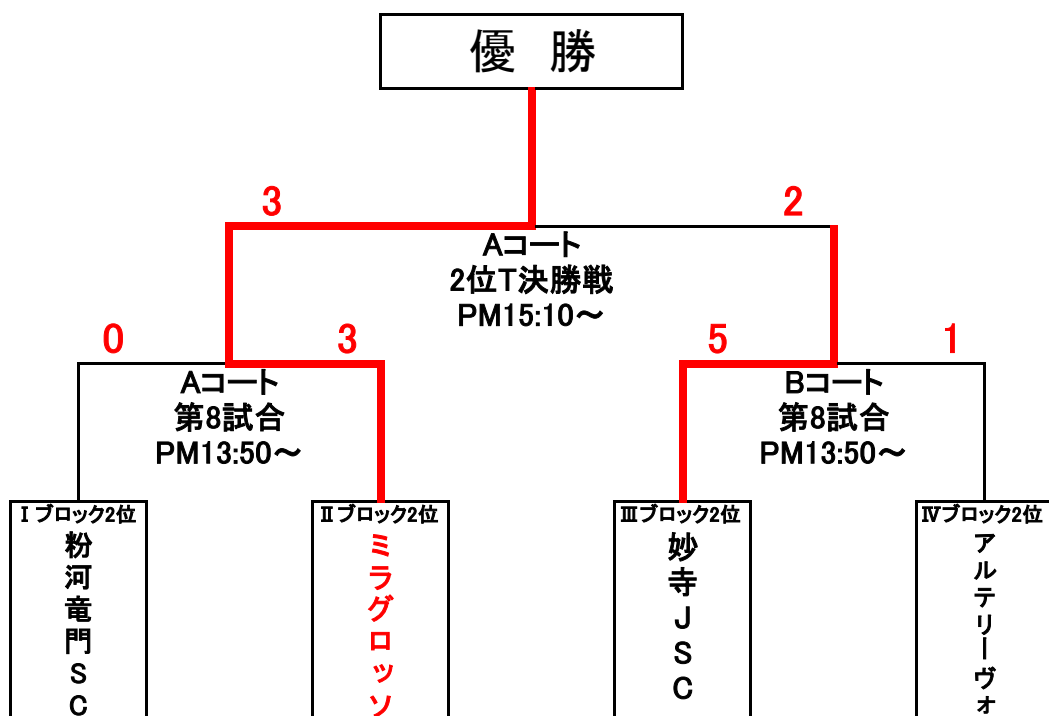 優 勝
3
2
Aコート
2位T決勝戦
PM15:10～
0
3
5
1
Aコート
第8試合
PM13:50～
Bコート
第8試合
PM13:50～
Ⅰブロック2位
粉河竜門SC
Ⅱブロック2位
ミラグロッソ
Ⅲブロック2位
妙寺JSC
Ⅳブロック2位
アルテリーヴォ